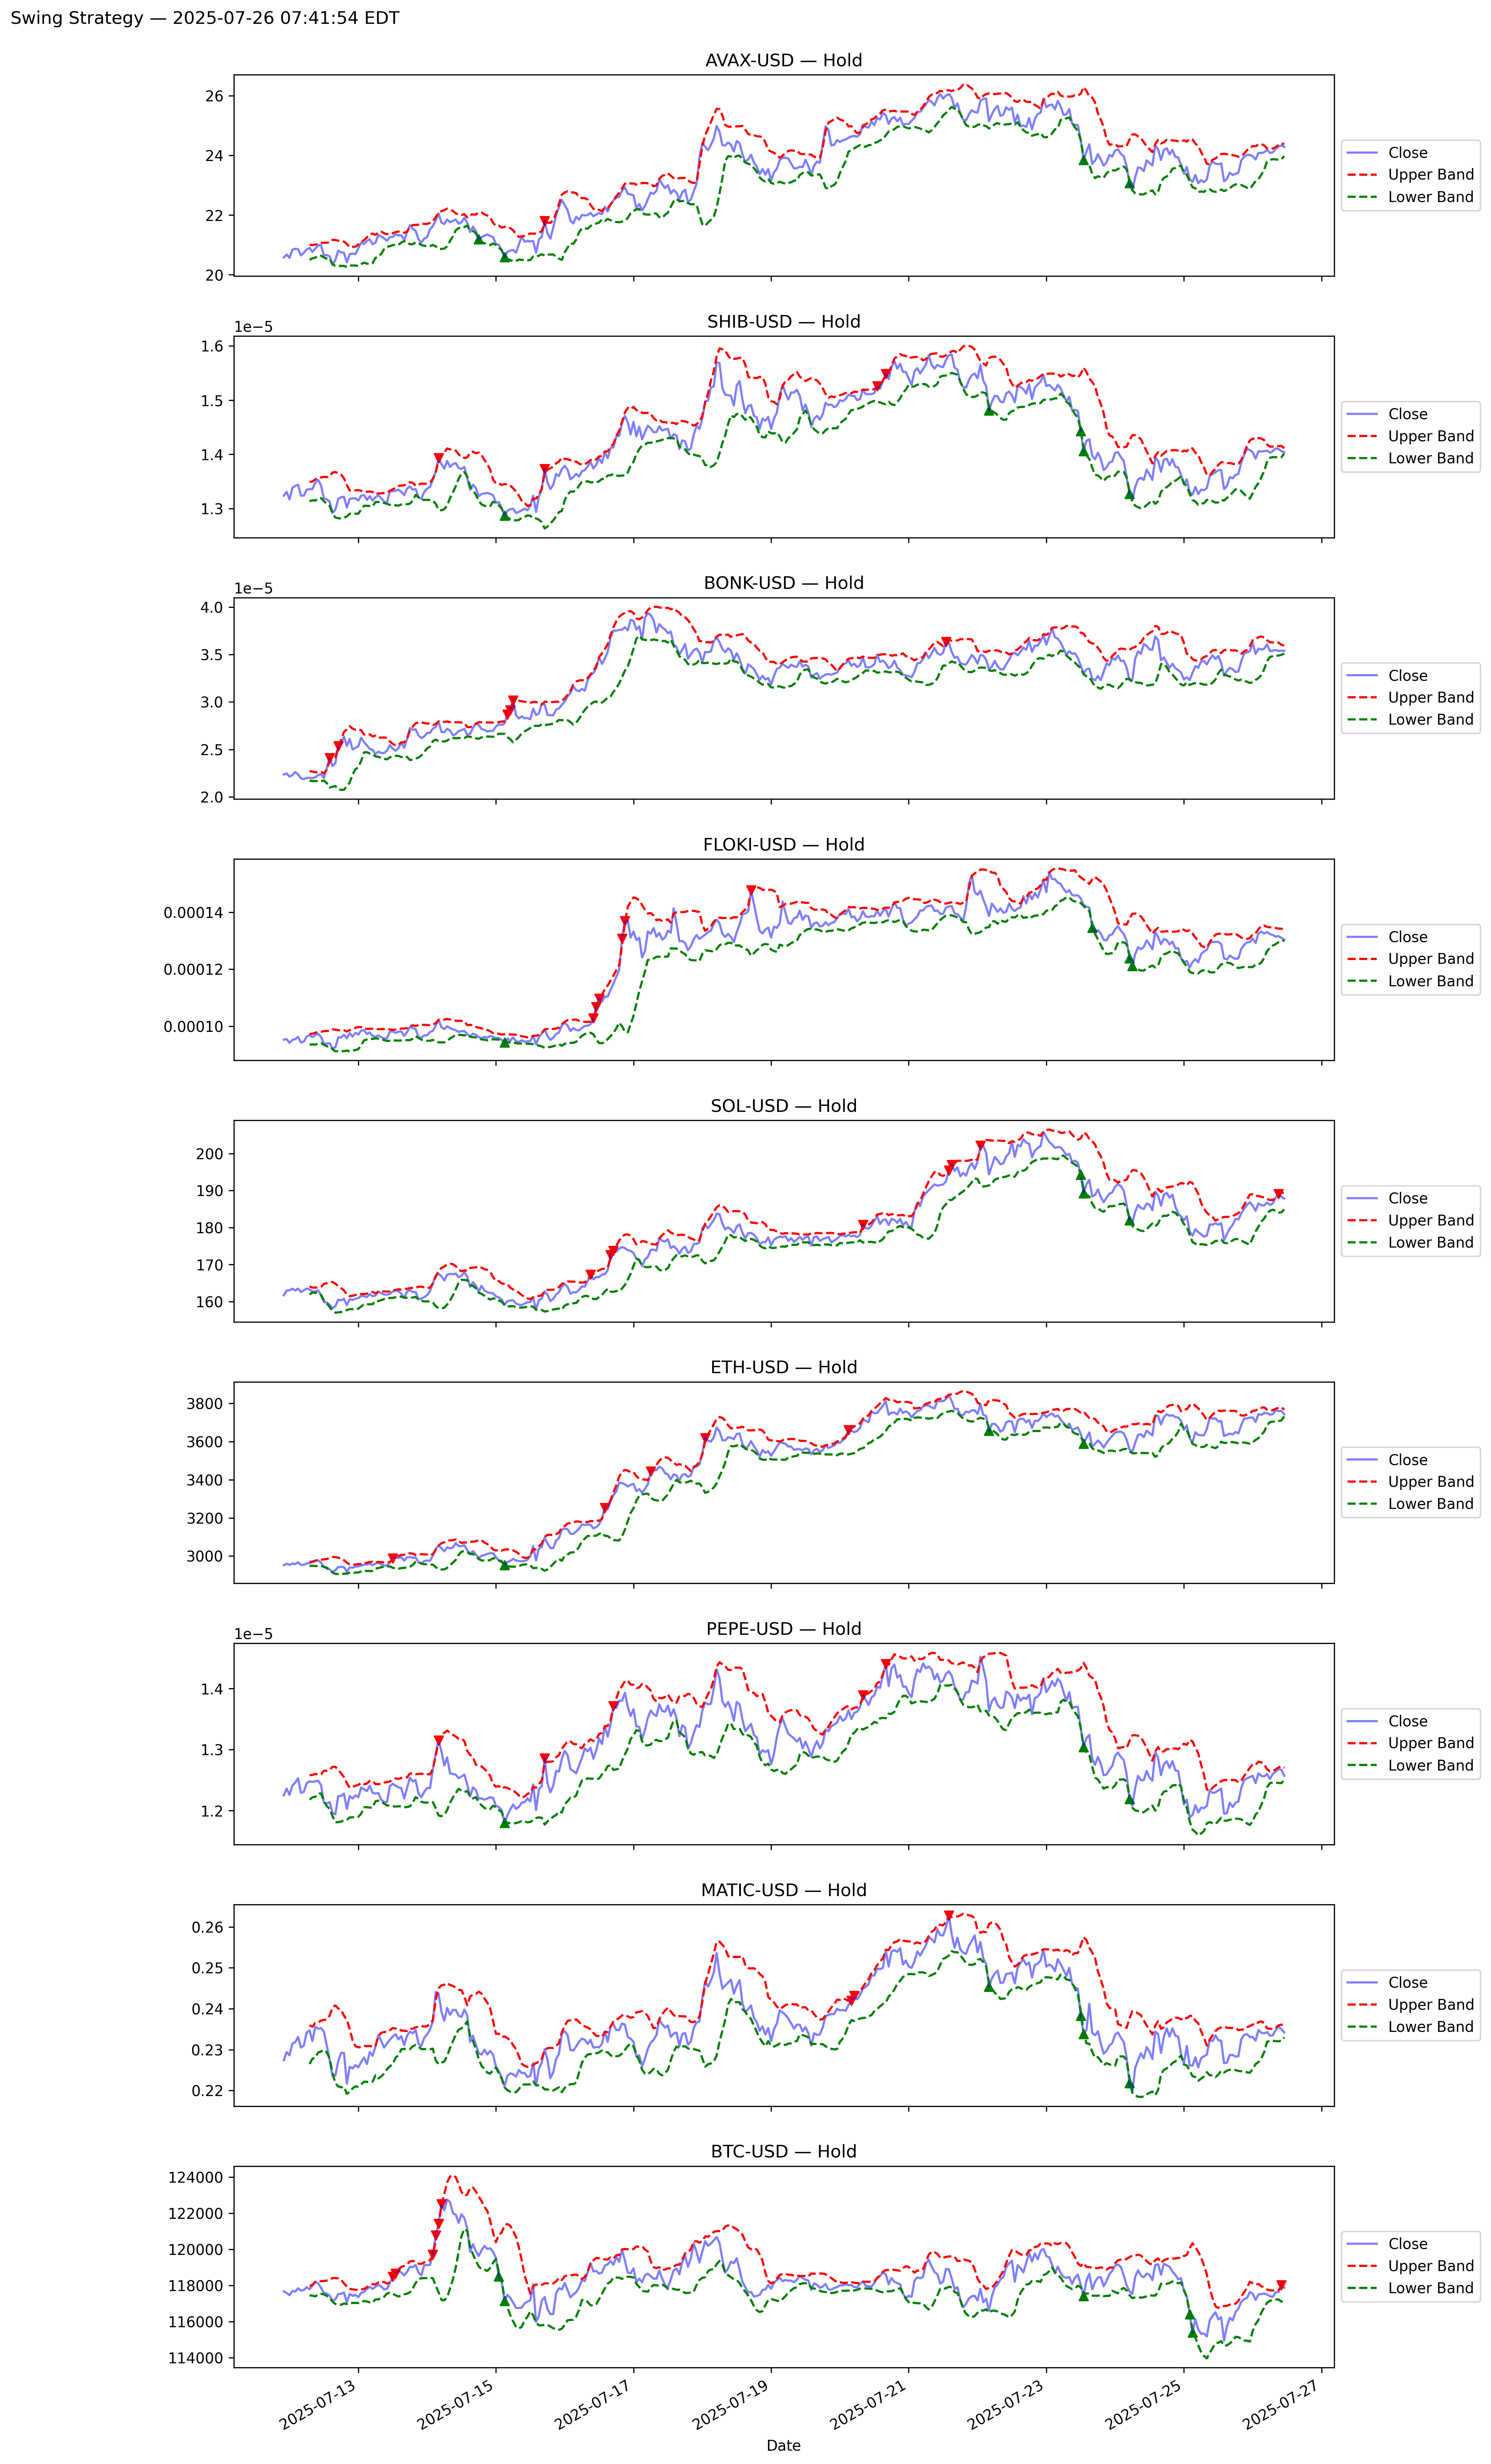 Swing Strategy — 2025-07-26 07:41:54 EDT
AVAX-USD — Hold
26
24
22
20
Close
Upper Band
Lower Band
SHIB-USD — Hold
1e−5
1.6
1.5
1.4
1.3
Close
Upper Band
Lower Band
BONK-USD — Hold
1e−5
4.0
3.5
3.0
2.5
2.0
Close
Upper Band
Lower Band
FLOKI-USD — Hold
0.00014
0.00012
0.00010
Close
Upper Band
Lower Band
SOL-USD — Hold
200
190
180
170
160
Close
Upper Band
Lower Band
ETH-USD — Hold
3800
3600
3400
3200
3000
Close
Upper Band
Lower Band
PEPE-USD — Hold
1e−5
1.4
1.3
1.2
Close
Upper Band
Lower Band
MATIC-USD — Hold
0.26
0.25
0.24
0.23
0.22
Close
Upper Band
Lower Band
BTC-USD — Hold
124000
122000
120000
118000
116000
114000
Close
Upper Band
Lower Band
2025-07-13
2025-07-15
2025-07-17
2025-07-19
2025-07-21
2025-07-23
2025-07-25
2025-07-27
Date